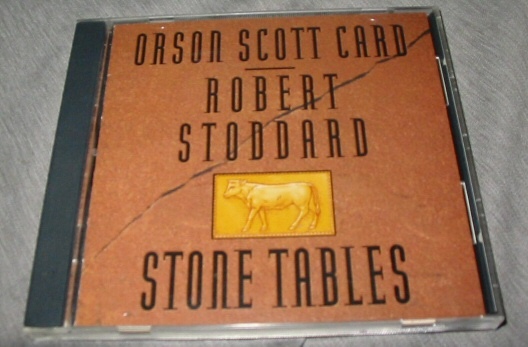 ORSON SCOTT CARD
ROBERT
STODDARD
STONE TABLES